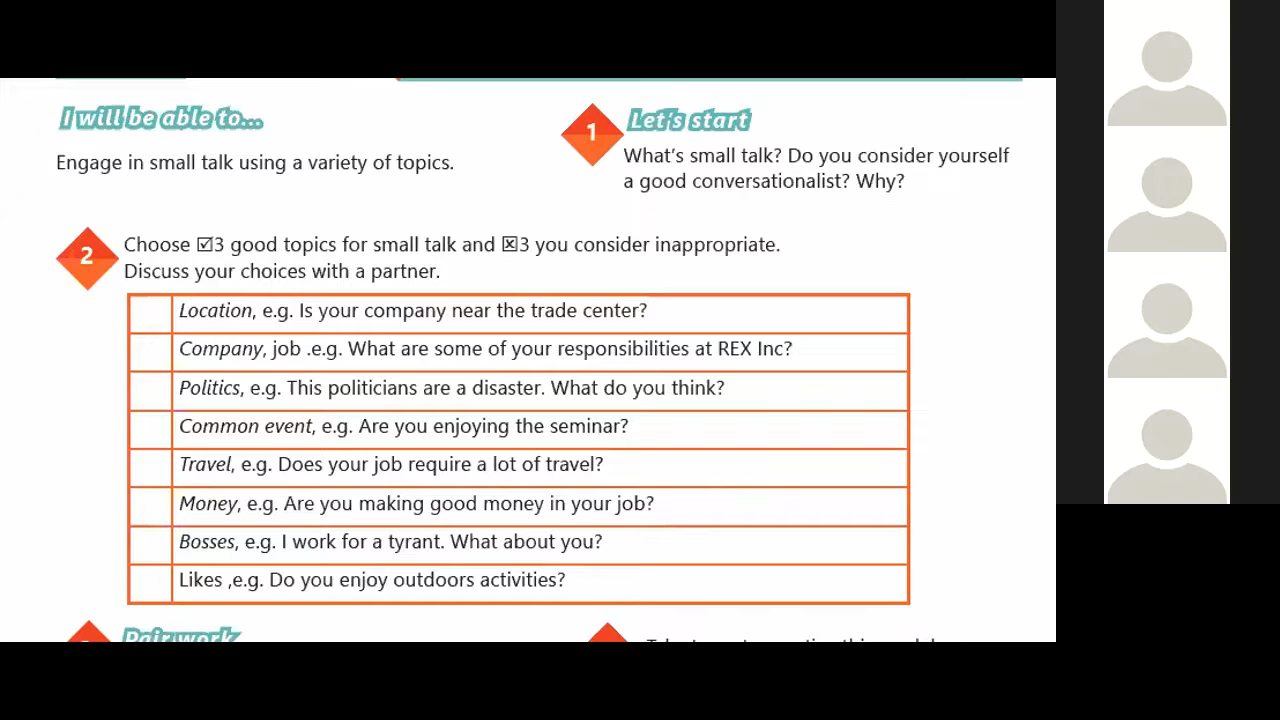 I will be able to...
Engage in small talk using a variety of topics.
1
Let's start
What's small talk? Do you consider yourself
a good conversationalist? Why?
2
Choose ☑3 good topics for small talk and ☒3 you consider inappropriate.
Discuss your choices with a partner.
Location, e.g. Is your company near the trade center?
Company, job .e.g. What are some of your responsibilities at REX Inc?
Politics, e.g. This politicians are a disaster. What do you think?
Common event, e.g. Are you enjoying the seminar?
Travel, e.g. Does your job require a lot of travel?
Money, e.g. Are you making good money in your job?
Bosses, e.g. I work for a tyrant. What about you?
Likes ,e.g. Do you enjoy outdoors activities?
Pair work